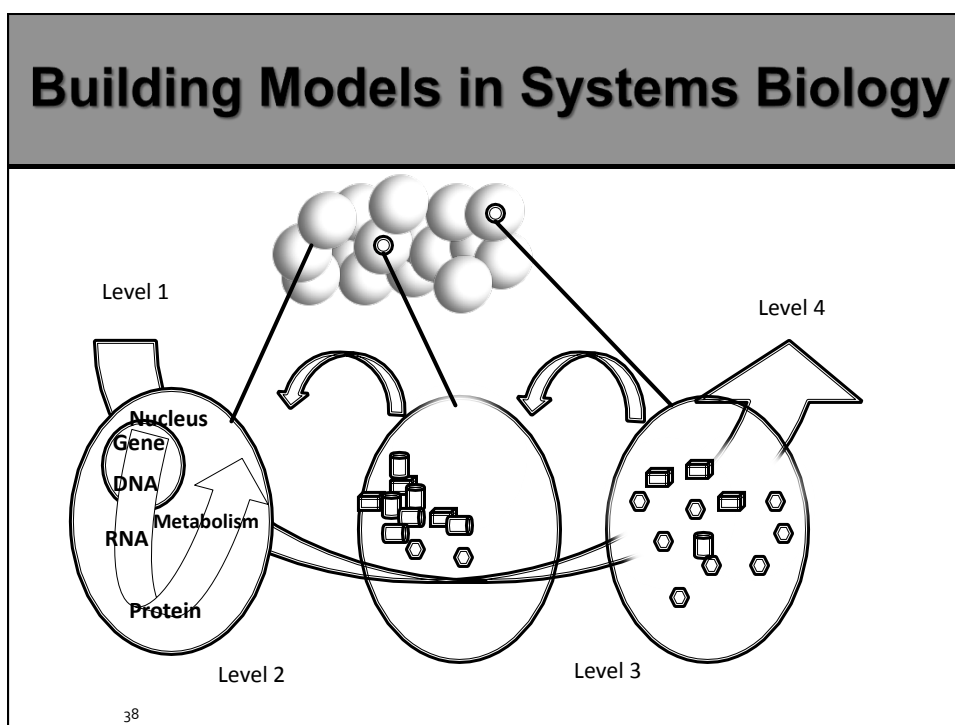 Building Models in Systems Biology
Level 1
Level 4
Nucleus
Gene
DNA
Metabolism
RNA
Protein
Level 2
Level 3
38